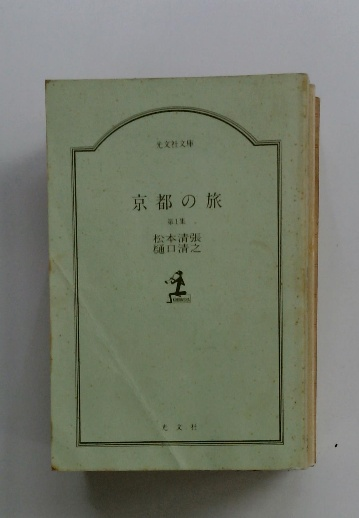 光文社文庫
京都の旅
第1集
松本清張
樋口清之
光文社